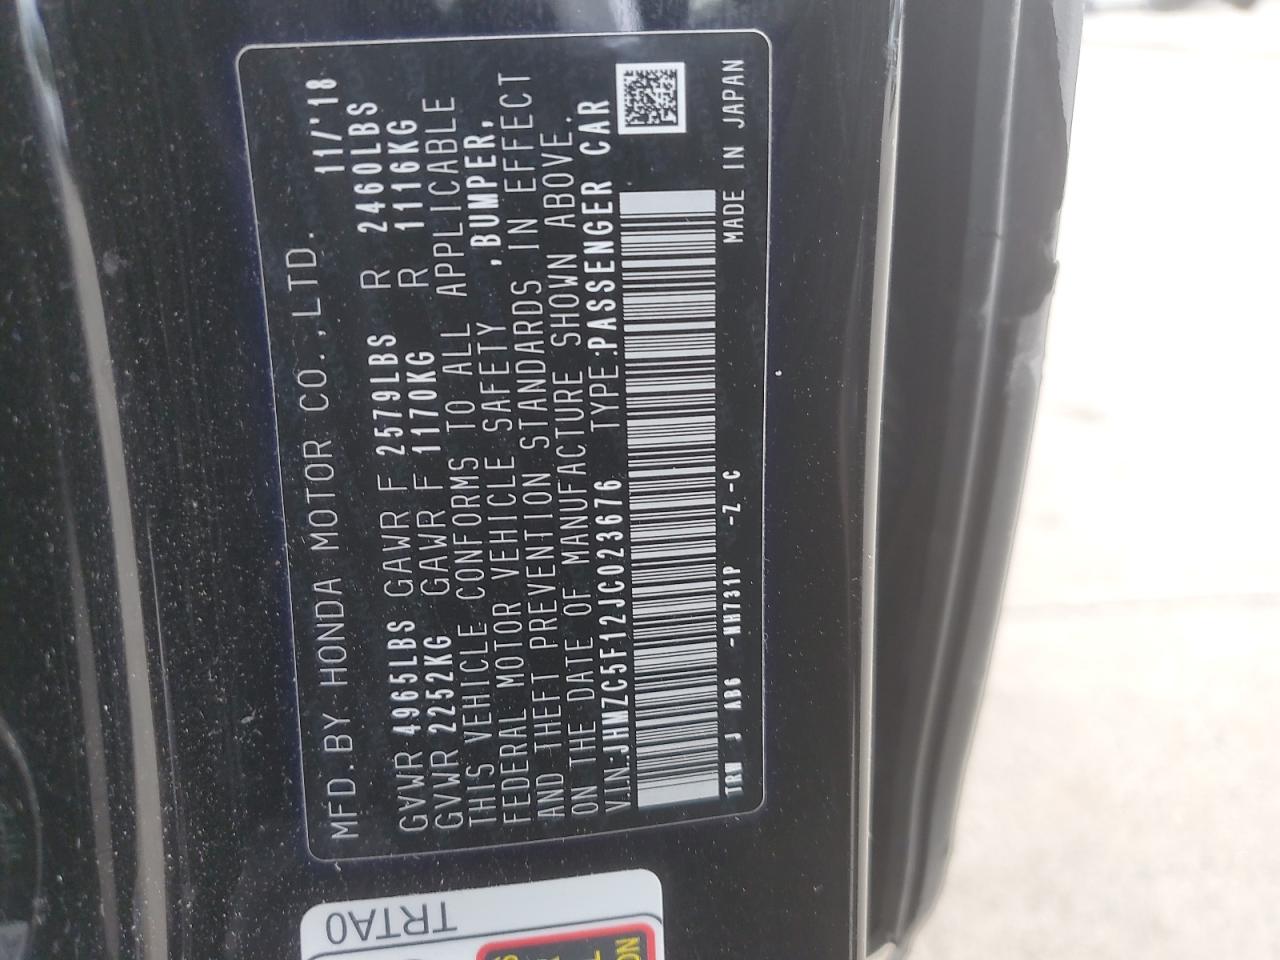 MFD. BY HONDA MOTOR CO.,LTD. 11/'18
GVWR 4965LBS GAWR F 2579LBS R 2460LBS
GVWR 2252KG GAWR F 1170KG R 1116KG
THIS VEHICLE CONFORMS TO ALL APPLICABLE
FEDERAL MOTOR VEHICLE SAFETY ,BUMPER,
AND THEFT PREVENTION STANDARDS IN EFFECT
ON THE DATE OF MANUFACTURE SHOWN ABOVE.
V.I.N:JHMZC5F12JC023676 TYPE:PASSENGER CAR
TRW J AB6 -NH731P -Z-C MADE IN JAPAN
TRTA0